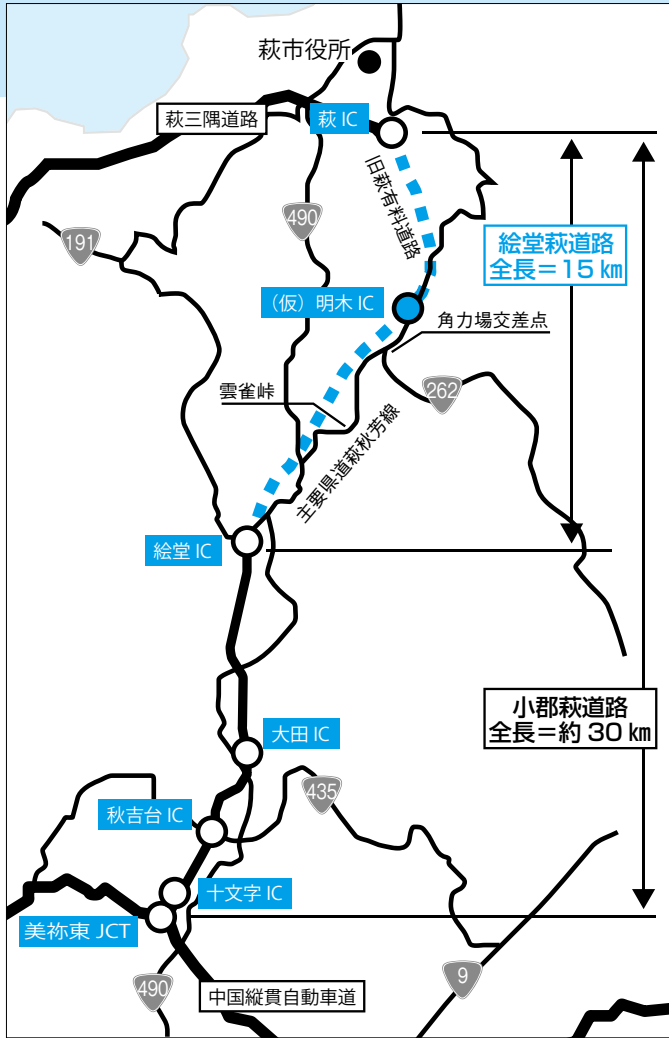 萩市役所
萩三隅道路
萩 IC
旧萩有料道路
490
191
絵堂萩道路
全長＝15 km
（仮）明木 IC
角力場交差点
262
雲雀峠
主要県道萩秋芳線
絵堂 IC
小郡萩道路
全長＝約 30 km
大田 IC
435
秋吉台 IC
十文字 IC
美祢東 JCT
490
中国縦貫自動車道
9